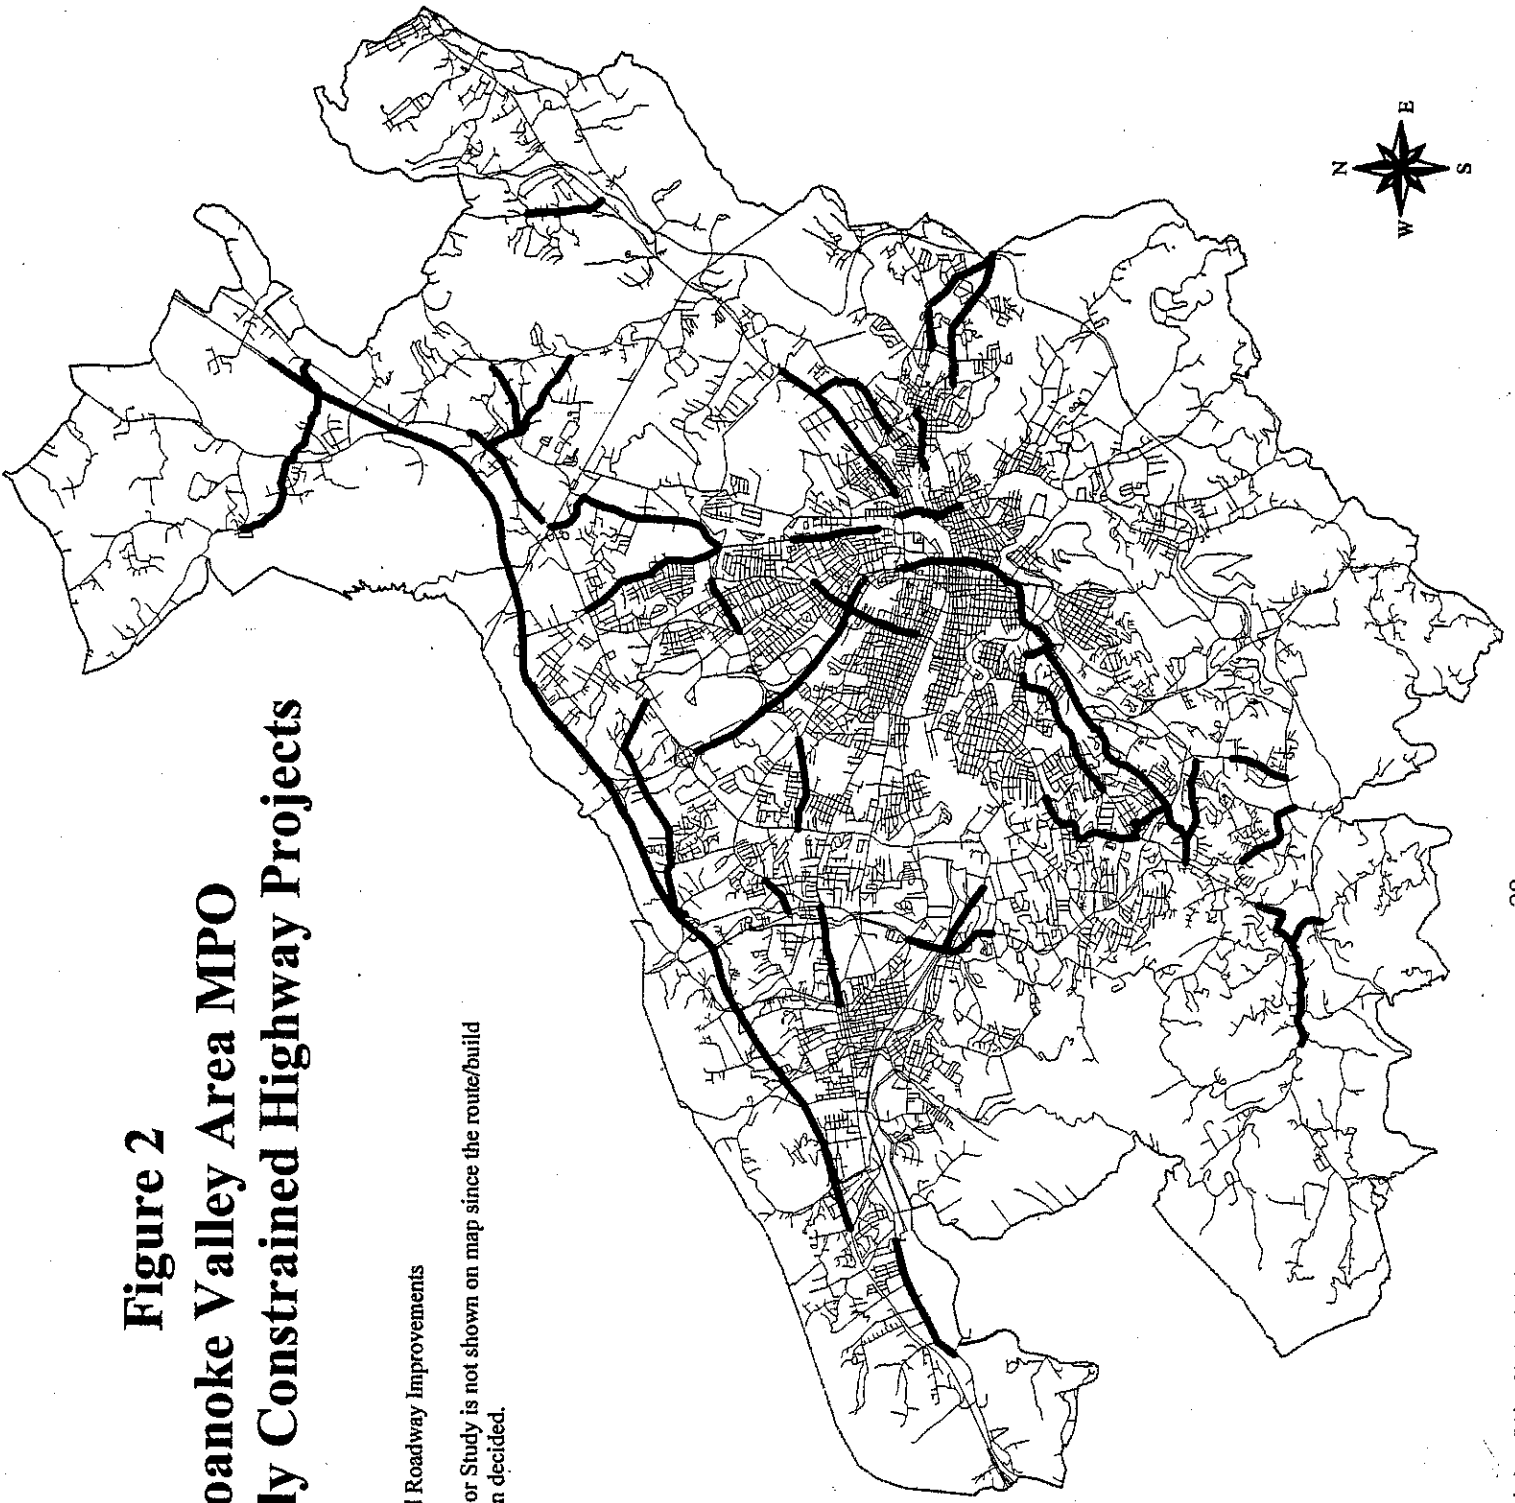 Figure 2
oanoke Valley Area MPO
ly Constrained Highway Projects
l Roadway Improvements
or Study is not shown on map since the route/build
n decided.
N
E
S
W